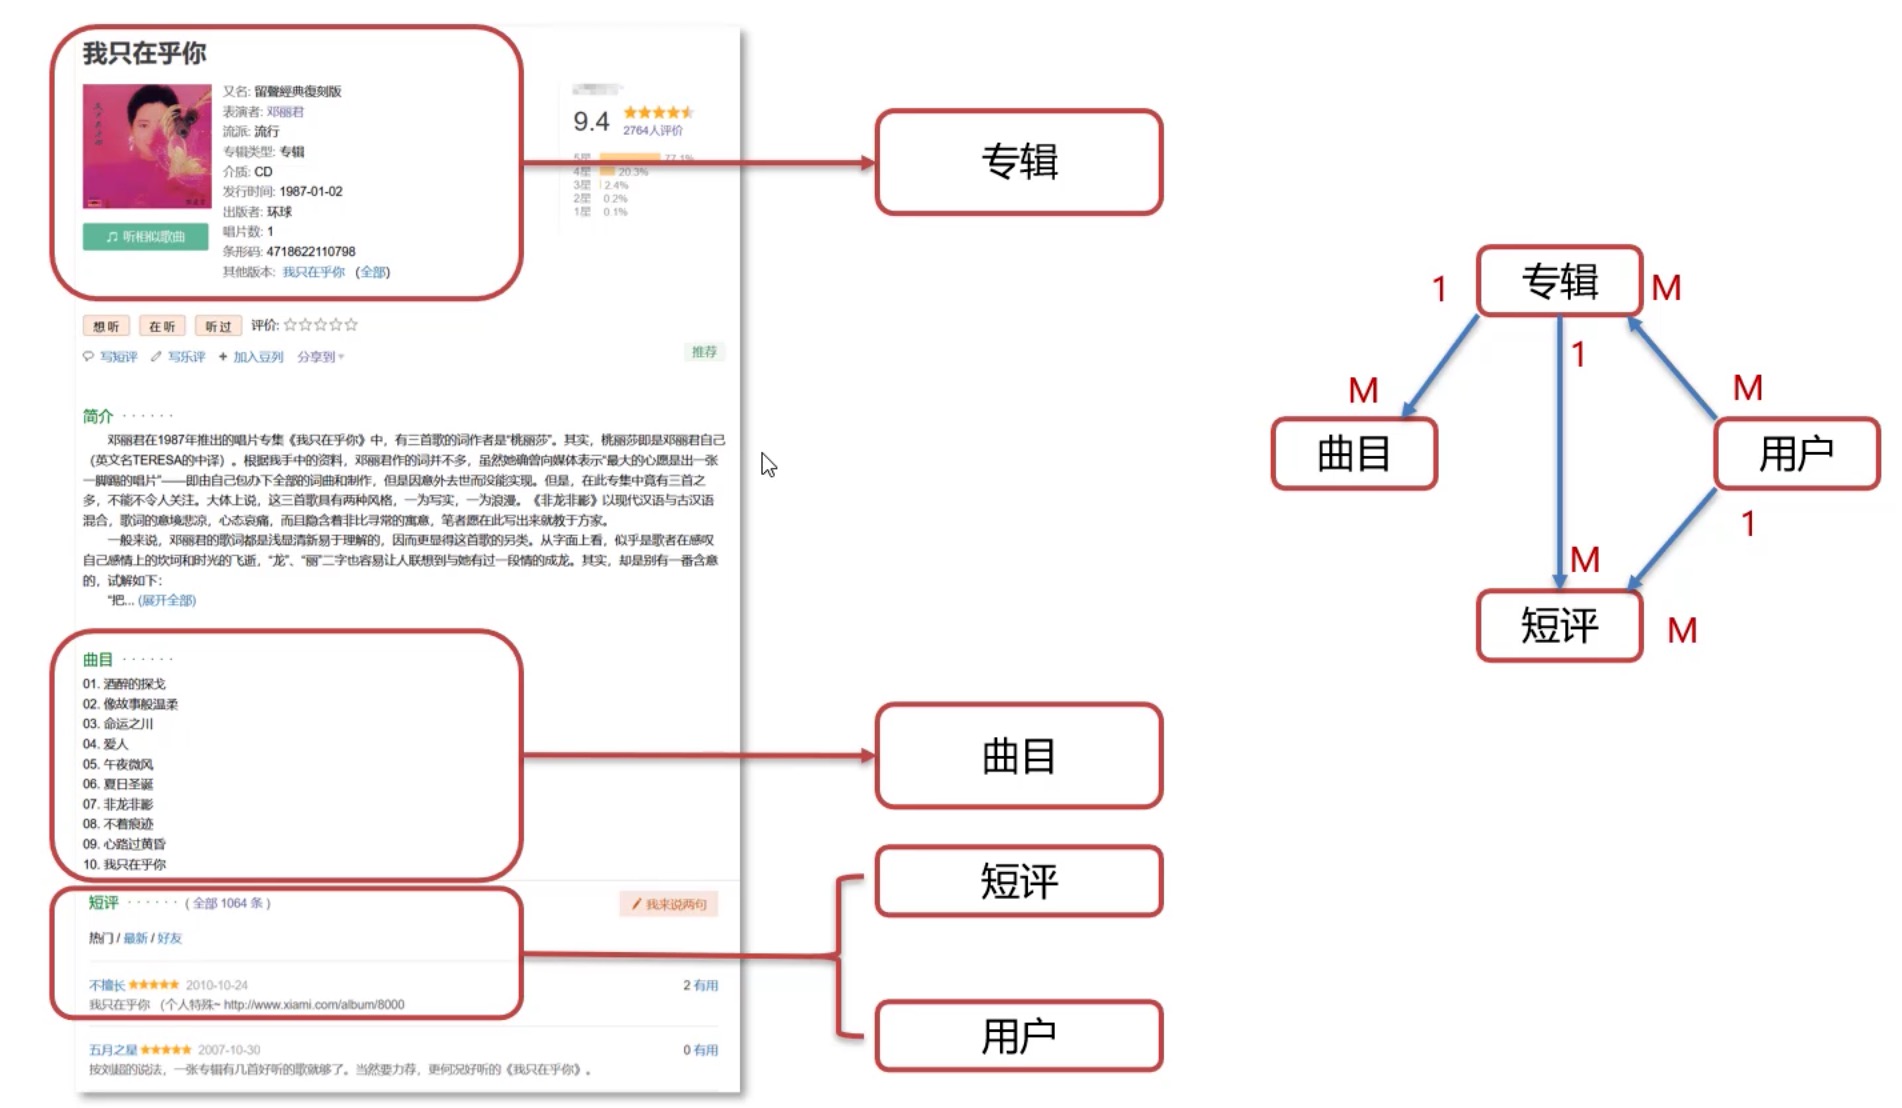 我只在乎你
又名: 留聲經典復刻版
表演者: 邓丽君
流派: 流行
专辑类型: 专辑
介质: CD
发行时间: 1987-01-02
出版者: 环球
唱片数: 1
条形码: 4718622110798
其他版本: 我只在乎你 (全部)
听相似歌曲
9.4
2764人评价
5星 77.1%
4星 20.3%
3星 2.4%
2星 0.2%
1星 0.1%
想听 在听 听过 评价:
写短评 写乐评 + 加入豆列 分享到
推荐
简介 · · · · · ·
邓丽君在1987年推出的唱片专集《我只在乎你》中，有三首歌的词作者是“桃丽莎”。其实，桃丽莎即是邓丽君自己
（英文名TERESA的中译）。根据我手中的资料，邓丽君作的词并不多，虽然她确曾向媒体表示“最大的心愿是出一张
一脚踢的唱片”——即由自己包办下全部的词曲和制作，但是因意外去世而没能实现。但是，在此专集中竟有三首之
多，不能不令人关注。大体上说，这三首歌具有两种风格，一为写实，一为浪漫。《非龙非彨》以现代汉语与古汉语
混合，歌词的意境悲凉，心态哀痛，而且隐含着非比寻常的寓意，笔者愿在此写出来就教于方家。
一般来说，邓丽君的歌词都是浅显清新易于理解的，因而更显得这首歌的另类。从字面上看，似乎是歌者在感叹
自己感情上的坎坷和时光的飞逝，“龙”、“丽”二字也容易让人联想到与她有过一段情的成龙。其实，却是别有一番含意
的，试解如下：
“把... (展开全部)
曲目 · · · · · ·
01. 酒醉的探戈
02. 像故事般温柔
03. 命运之川
04. 爱人
05. 午夜微风
06. 夏日圣诞
07. 非龙非彨
08. 不着痕迹
09. 心路过黄昏
10. 我只在乎你
短评 · · · · · · ( 全部 1064 条 )
我来说两句
热门 / 最新 / 好友
不擅长 2010-10-24
2 有用
我只在乎你 （个人特殊~ http://www.xiami.com/album/8000
五月之星 2007-10-30
0 有用
按刘超的说法，一张专辑有几首好听的歌就够了。当然要力荐，更何况好听的《我只在乎你》。
专辑
曲目
短评
用户
1
专辑
M
1
M
M
曲目
用户
1
M
短评
M